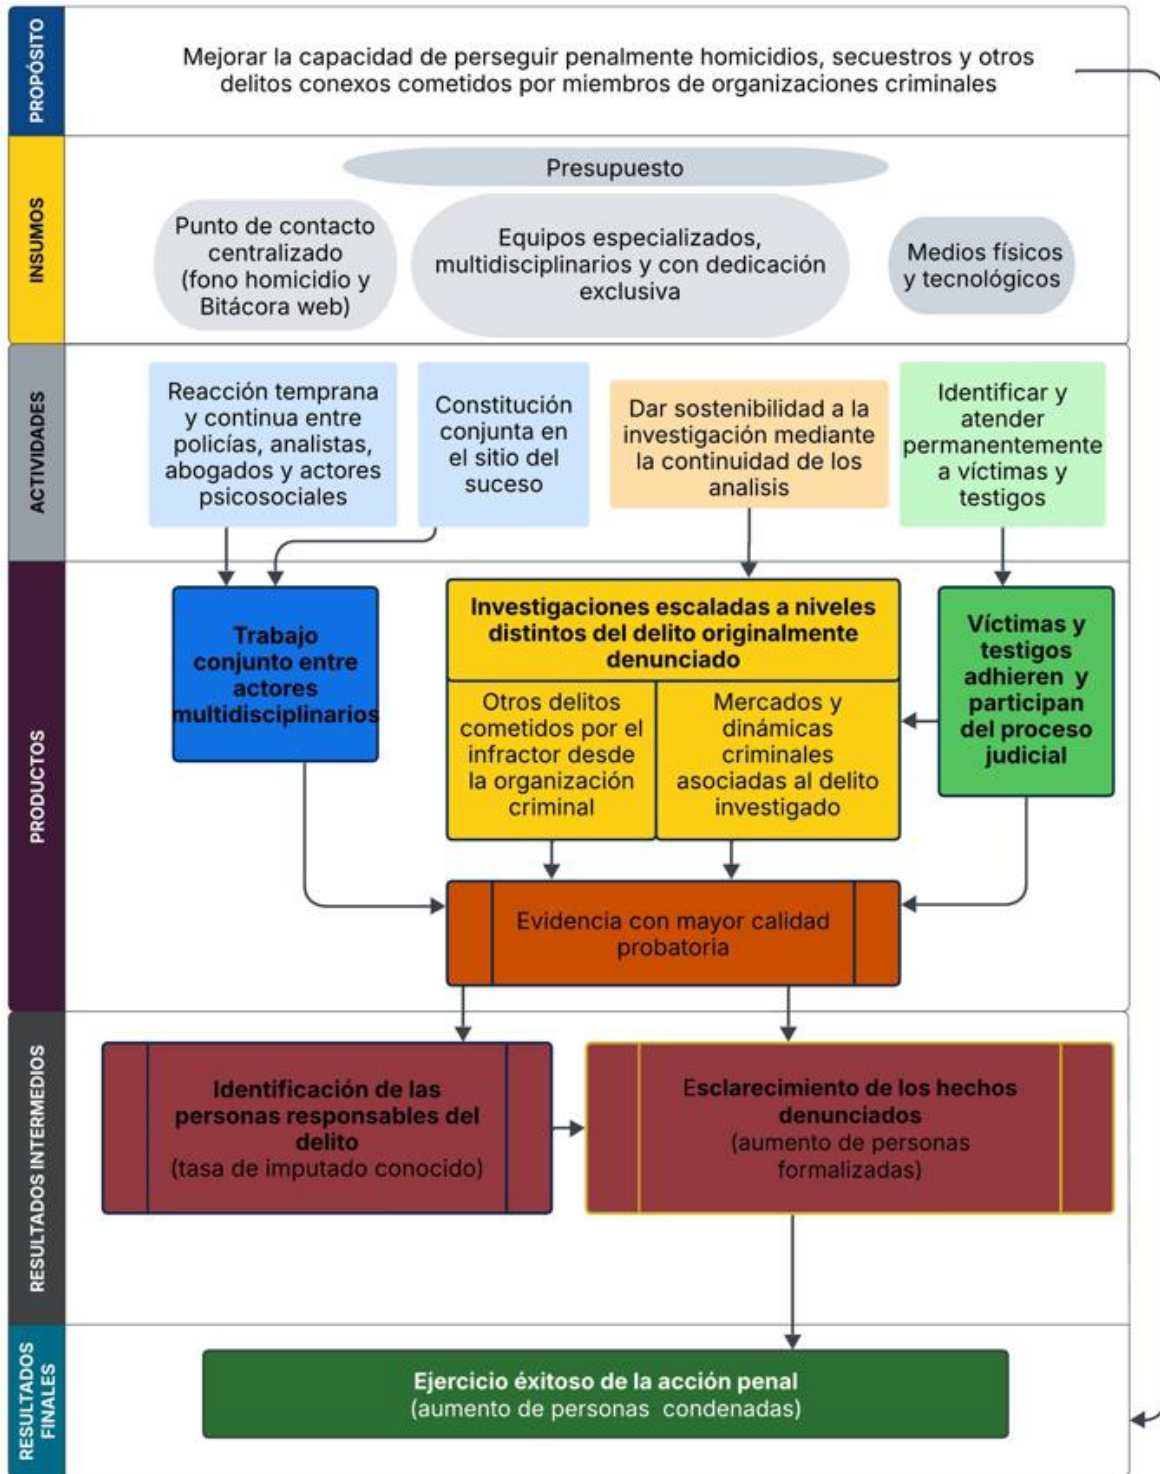 PROPÓSITO
Mejorar la capacidad de perseguir penalmente homicidios, secuestros y otros
delitos conexos cometidos por miembros de organizaciones criminales
INSUMOS
Presupuesto
Punto de contacto
centralizado
(fono homicidio y
Bitácora web)
Equipos especializados,
multidisciplinarios y con dedicación
exclusiva
Medios físicos
y tecnológicos
ACTIVIDADES
Reacción temprana
y continua entre
policías, analistas,
abogados y actores
psicosociales
Constitución
conjunta en
el sitio del
suceso
Dar sostenibilidad a la
investigación mediante
la continuidad de los
analisis
Identificar y
atender
permanentemente
a víctimas y
testigos
PRODUCTOS
Trabajo
conjunto entre
actores
multidisciplinarios
Investigaciones escaladas a niveles
distintos del delito originalmente
denunciado
Otros delitos
cometidos por el
infractor desde
la organización
criminal
Mercados y
dinámicas
criminales
asociadas al delito
investigado
Víctimas y
testigos
adhieren y
participan
del proceso
judicial
Evidencia con mayor calidad
probatoria
RESULTADOS INTERMEDIOS
Identificación de las
personas responsables del
delito
(tasa de imputado conocido)
Esclarecimiento de los hechos
denunciados
(aumento de personas
formalizadas)
RESULTADOS
FINALES
Ejercicio éxitoso de la acción penal
(aumento de personas condenadas)